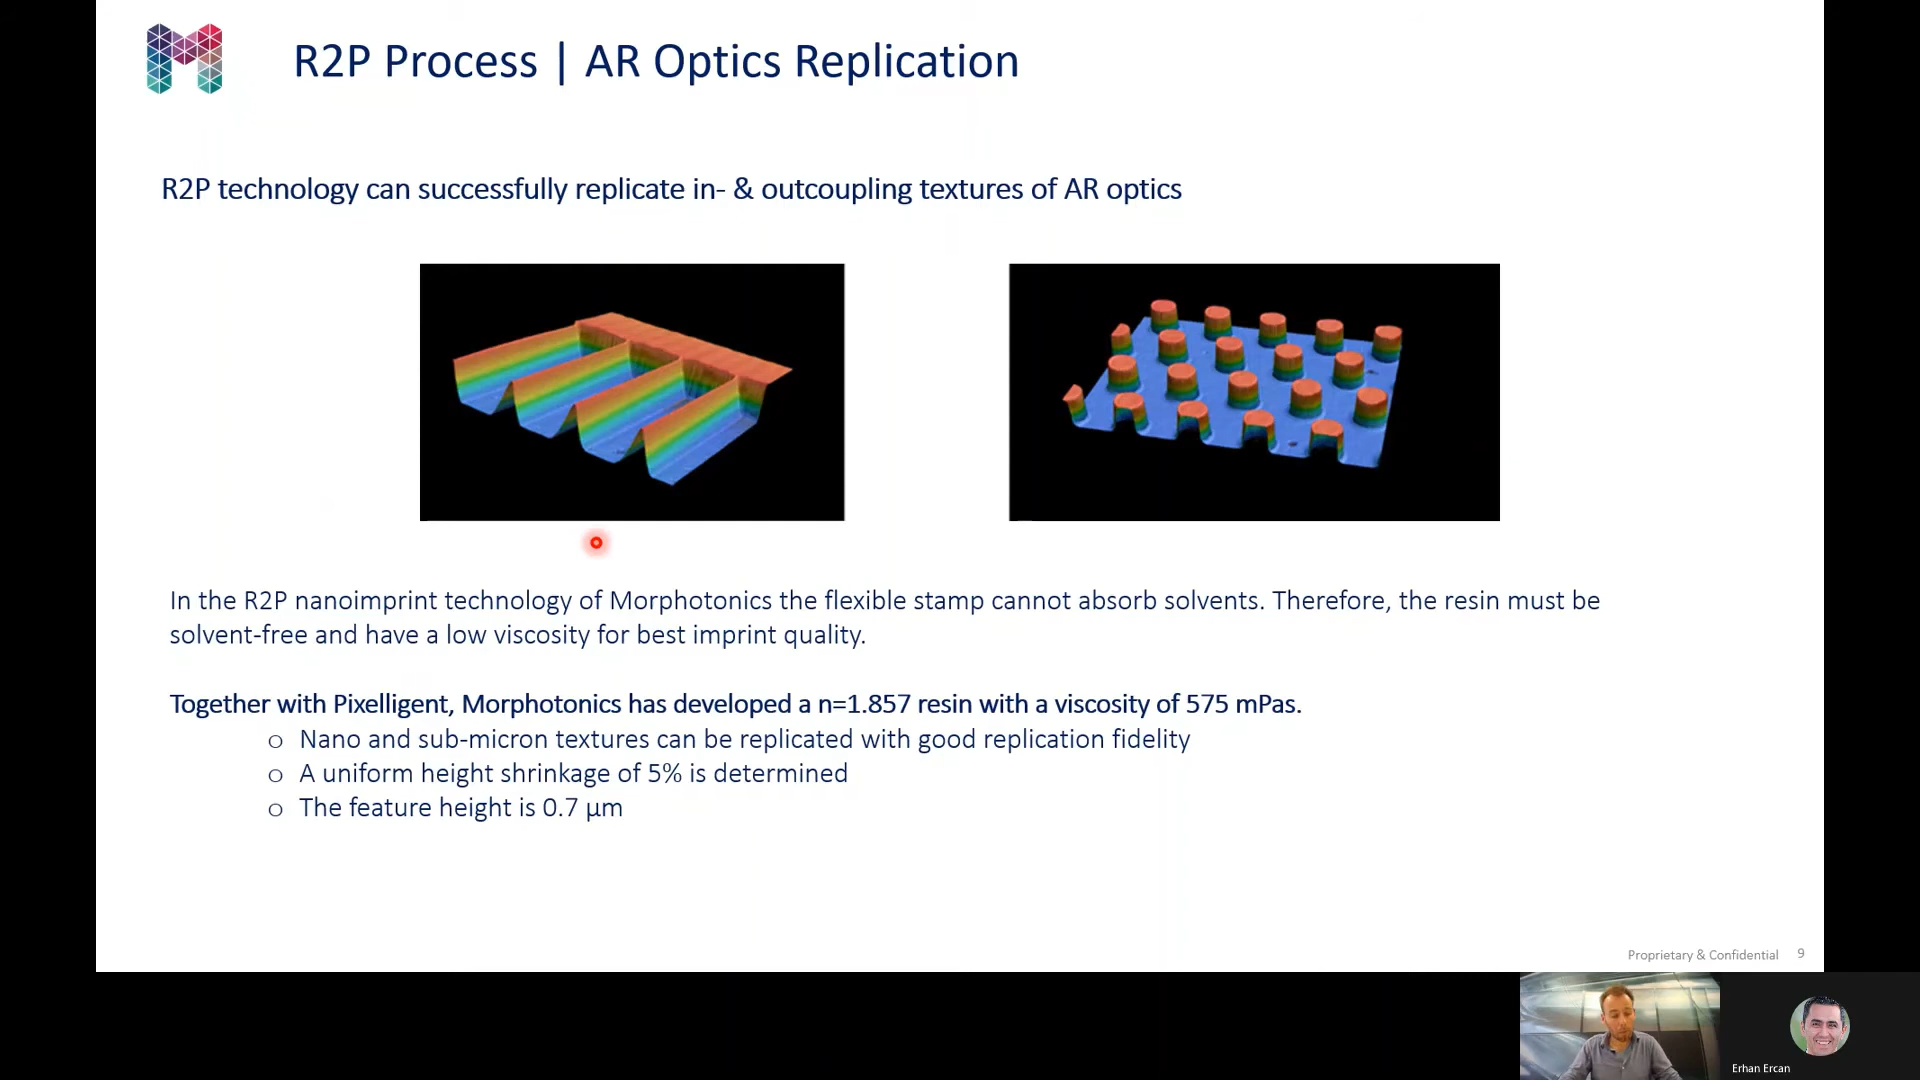 R2P Process | AR Optics Replication
R2P technology can successfully replicate in- & outcoupling textures of AR optics
In the R2P nanoimprint technology of Morphotonics the flexible stamp cannot absorb solvents. Therefore, the resin must be
solvent-free and have a low viscosity for best imprint quality.
Together with Pixelligent, Morphotonics has developed a n=1.857 resin with a viscosity of 575 mPas.
o Nano and sub-micron textures can be replicated with good replication fidelity
o A uniform height shrinkage of 5% is determined
o The feature height is 0.7 µm
Proprietary & Confidential 9
Erhan Ercan